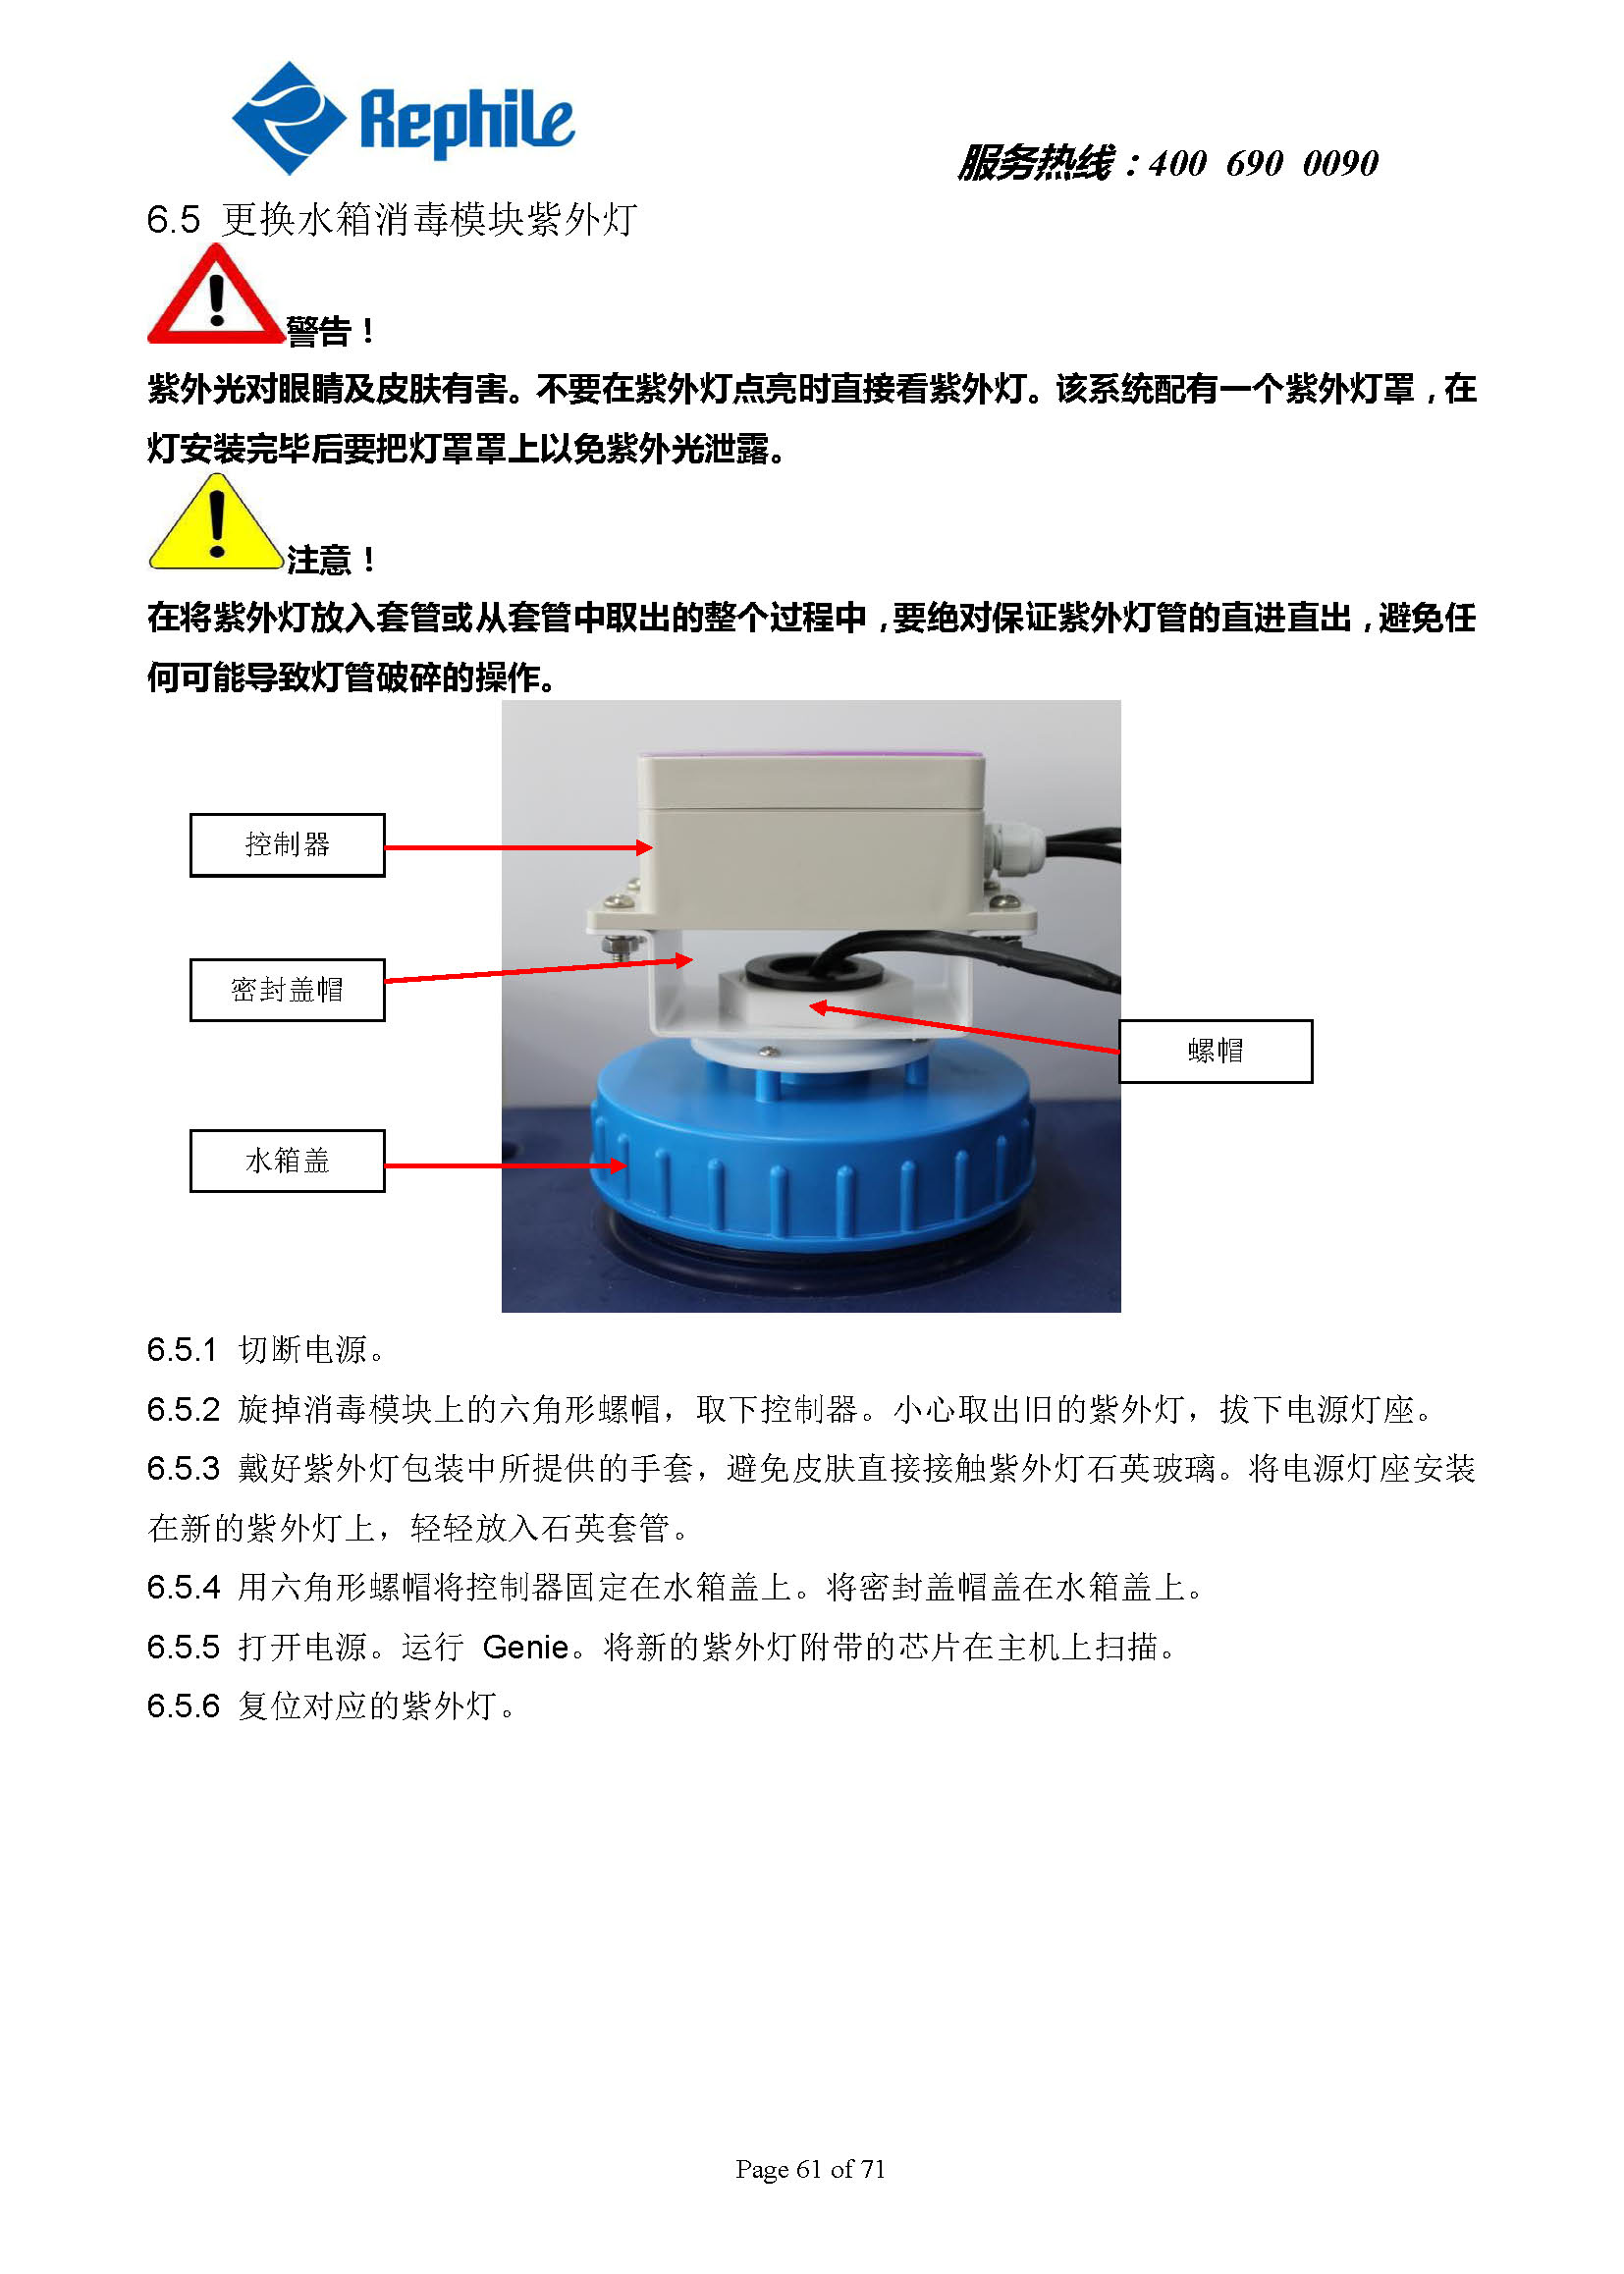 Rephile
服务热线：400 690 0090
6.5 更换水箱消毒模块紫外灯
警告！
紫外光对眼睛及皮肤有害。不要在紫外灯点亮时直接看紫外灯。该系统配有一个紫外灯罩，在
灯安装完毕后要把灯罩罩上以免紫外光泄露。
注意！
在将紫外灯放入套管或从套管中取出的整个过程中，要绝对保证紫外灯管的直进直出，避免任
何可能导致灯管破碎的操作。
控制器
密封盖帽
螺帽
水箱盖
6.5.1 切断电源。
6.5.2 旋掉消毒模块上的六角形螺帽，取下控制器。小心取出旧的紫外灯，拔下电源灯座。
6.5.3 戴好紫外灯包装中所提供的手套，避免皮肤直接接触紫外灯石英玻璃。将电源灯座安装
在新的紫外灯上，轻轻放入石英套管。
6.5.4 用六角形螺帽将控制器固定在水箱盖上。将密封盖帽盖在水箱盖上。
6.5.5 打开电源。运行 Genie。将新的紫外灯附带的芯片在主机上扫描。
6.5.6 复位对应的紫外灯。
Page 61 of 71